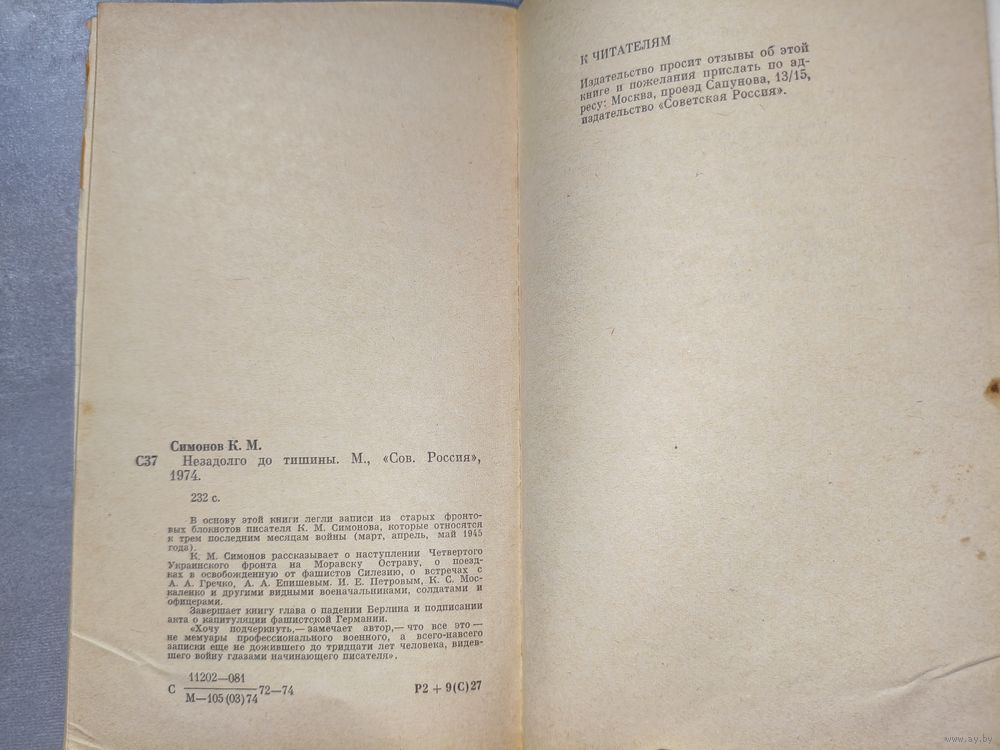 Симонов К. М.
С37 Незадолго до тишины. М., «Сов. Россия»,
1974.
232 с.
В основу этой книги легли записи из старых фронто-
вых блокнотов писателя К. М. Симонова, которые относятся
к трем последним месяцам войны (март, апрель, май 1945
года).
К. М. Симонов рассказывает о наступлении Четвертого
Украинского фронта на Моравску Остраву, о поезд-
ках в освобожденную от фашистов Силезию, о встречах с
А. А. Гречко, А. А. Епишевым, И. Е. Петровым, К. С. Мос-
каленко и другими видными военачальниками, солдатами и
офицерами.
Завершает книгу глава о падении Берлина и подписании
акта о капитуляции фашистской Германии.
«Хочу подчеркнуть,— замечает автор,— что все это —
не мемуары профессионального военного, а всего-навсего
записки еще не дожившего до тридцати лет человека, видев-
шего войну глазами начинающего писателя».
11202—081
С 72—74 Р2 + 9(С)27
М—105(03)74
К ЧИТАТЕЛЯМ
Издательство просит отзывы об этой
книге и пожелания прислать по ад-
ресу: Москва, проезд Сапунова, 13/15,
издательство «Советская Россия».
www.ay.by